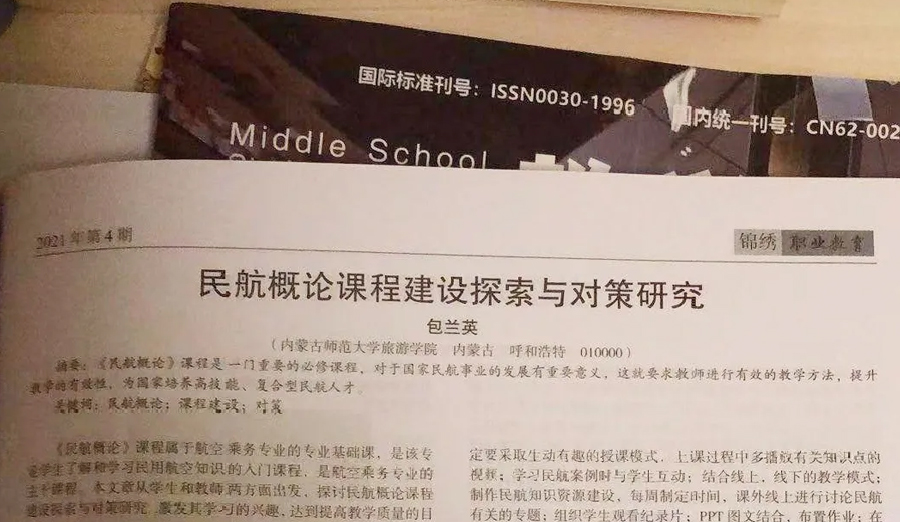 国际标准刊号：ISSN0030-1996
国内统一刊号：CN62-002
Middle School
2021年第4期
锦绣 职业教育
民航概论课程建设探索与对策研究
包兰英
（内蒙古师范大学旅游学院 内蒙古 呼和浩特 010000）
摘要：《民航概论》课程是一门重要的必修课程，对于国家民航事业的发展有重要意义，这就要求教师进行有效的教学方法，提升
教学的有效性，为国家培养高技能、复合型民航人才。
关键词：民航概论；课程建设；对策
《民航概论》课程属于航空乘务专业的专业基础课，是该专
业学生了解和学习民用航空知识的入门课程，是航空乘务专业的
主干课程。本文章从学生和教师两方面出发，探讨民航概论课程
建设探索与对策研究，激发其学习的兴趣，达到提高教学质量的目
定要采取生动有趣的授课模式，上课过程中多播放有关知识点的
视频；学习民航案例时与学生互动；结合线上，线下的教学模式；
制作民航知识资源建设，每周制定时间，课外线上进行讨论民航
有关的专题；组织学生观看纪录片；PPT图文结合，布置作业；在